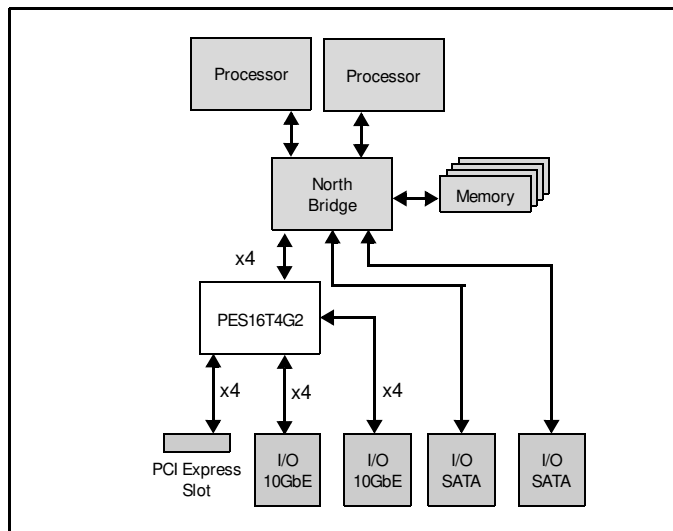 Processor
Processor
North
Bridge
Memory
x4
PES16T4G2
x4
x4
x4
PCI Express
Slot
I/O
10GbE
I/O
10GbE
I/O
SATA
I/O
SATA